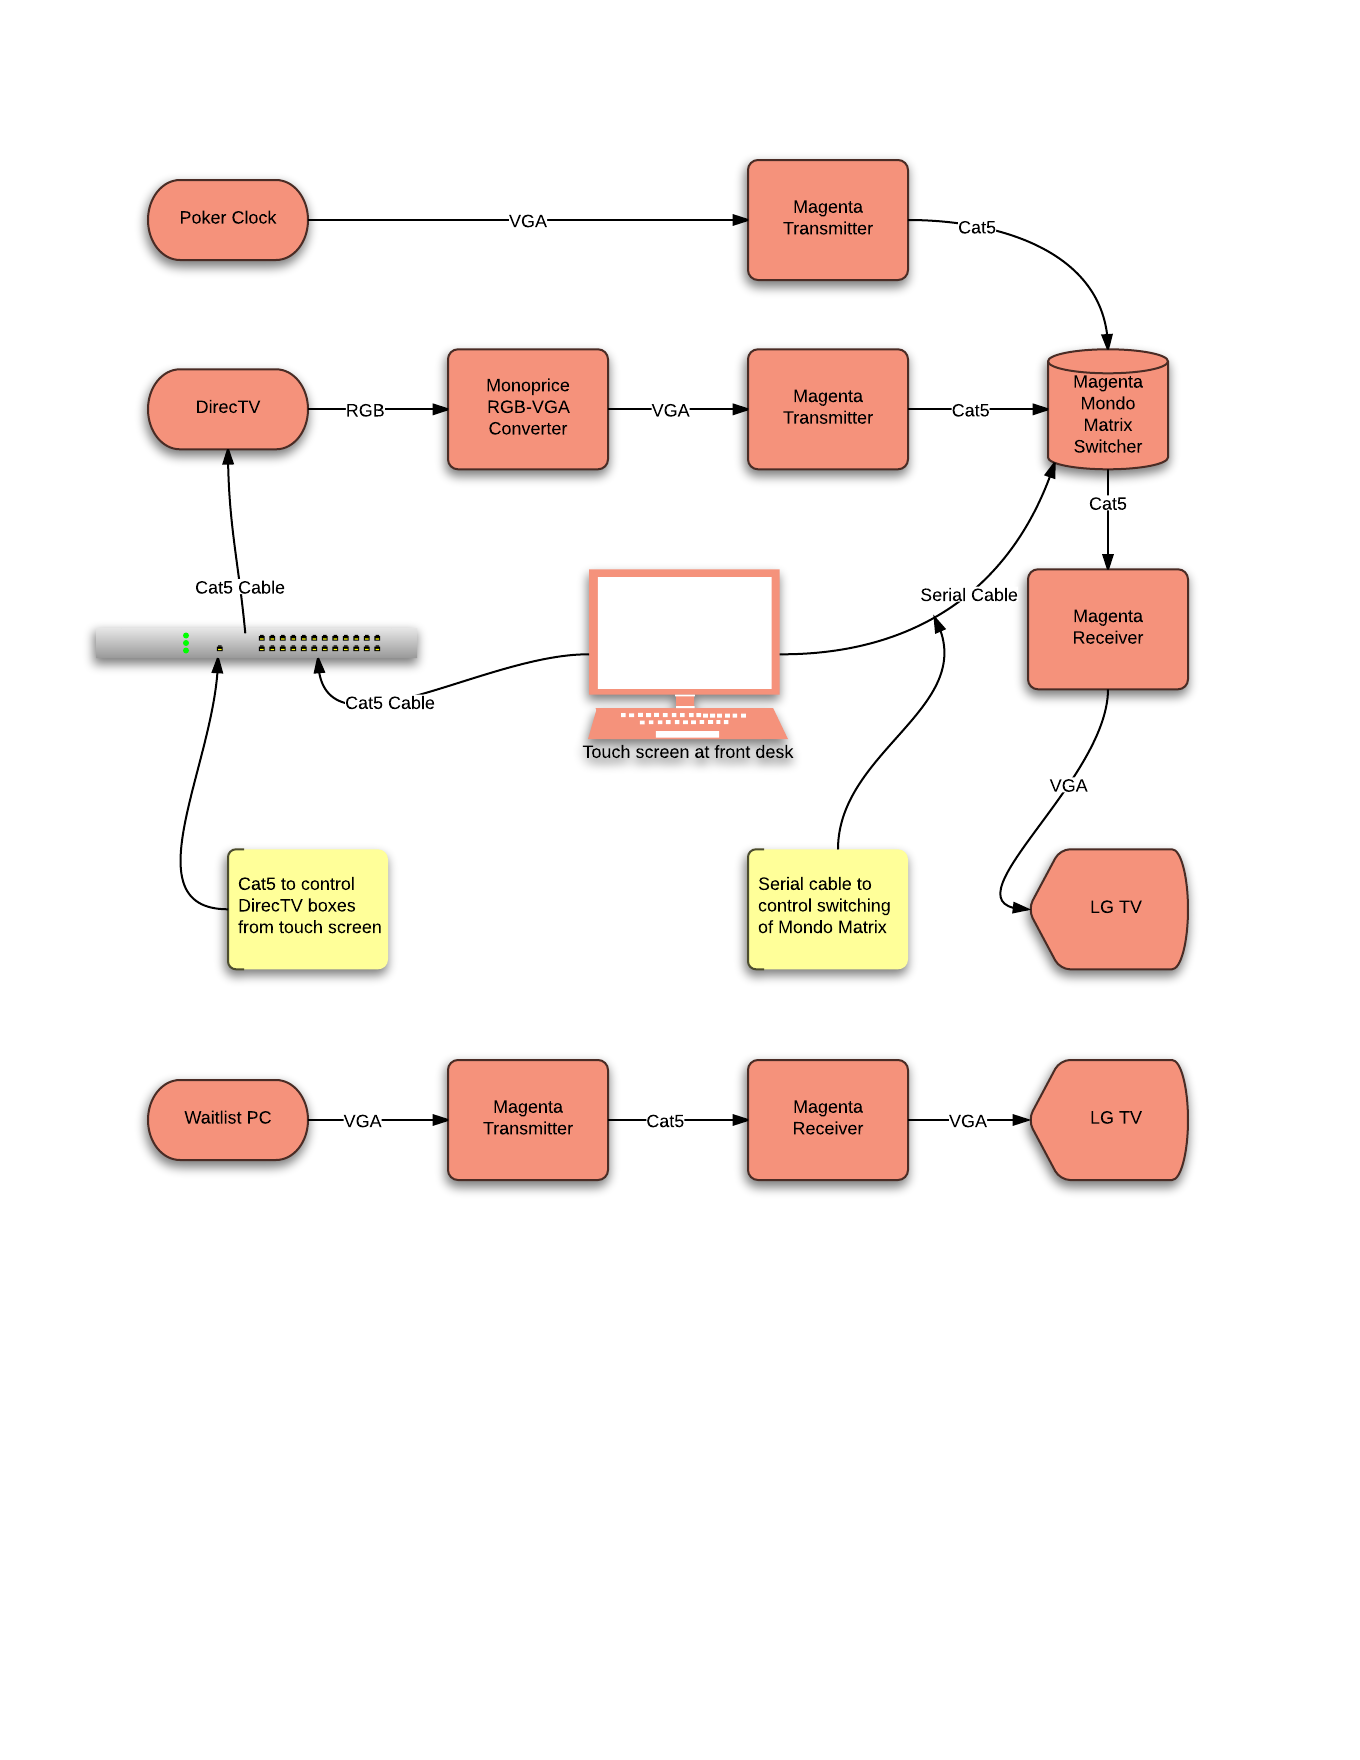 Poker Clock
VGA
Magenta
Transmitter
Cat5
DirecTV
RGB
Monoprice
RGB-VGA
Converter
VGA
Magenta
Transmitter
Cat5
Magenta
Mondo
Matrix
Switcher
Cat5
Cat5 Cable
Serial Cable
Magenta
Receiver
Cat5 Cable
Touch screen at front desk
VGA
Cat5 to control
DirecTV boxes
from touch screen
Serial cable to
control switching
of Mondo Matrix
LG TV
Waitlist PC
VGA
Magenta
Transmitter
Cat5
Magenta
Receiver
VGA
LG TV